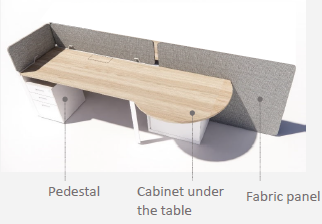 Pedestal
Cabinet under
the table
Fabric panel